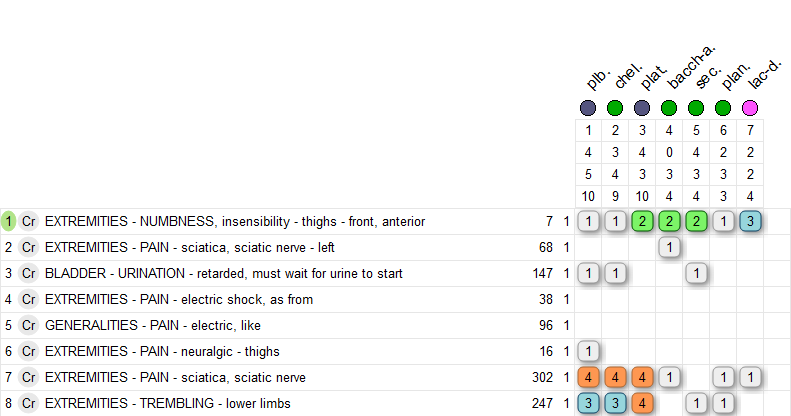 plb. chel. plat. bacch-a. sec. plan. lac-d.
1 2 3 4 5 6 7
4 3 4 0 4 2 2
5 4 3 3 3 3 2
10 9 10 4 4 3 4
1 Cr EXTREMITIES - NUMBNESS, insensibility - thighs - front, anterior 7 1 1 1 2 2 2 1 3
2 Cr EXTREMITIES - PAIN - sciatica, sciatic nerve - left 68 1 1
3 Cr BLADDER - URINATION - retarded, must wait for urine to start 147 1 1 1 1
4 Cr EXTREMITIES - PAIN - electric shock, as from 38 1
5 Cr GENERALITIES - PAIN - electric, like 96 1
6 Cr EXTREMITIES - PAIN - neuralgic - thighs 16 1 1
7 Cr EXTREMITIES - PAIN - sciatica, sciatic nerve 302 1 4 4 4 1 1 1
8 Cr EXTREMITIES - TREMBLING - lower limbs 247 1 3 3 4 1 1